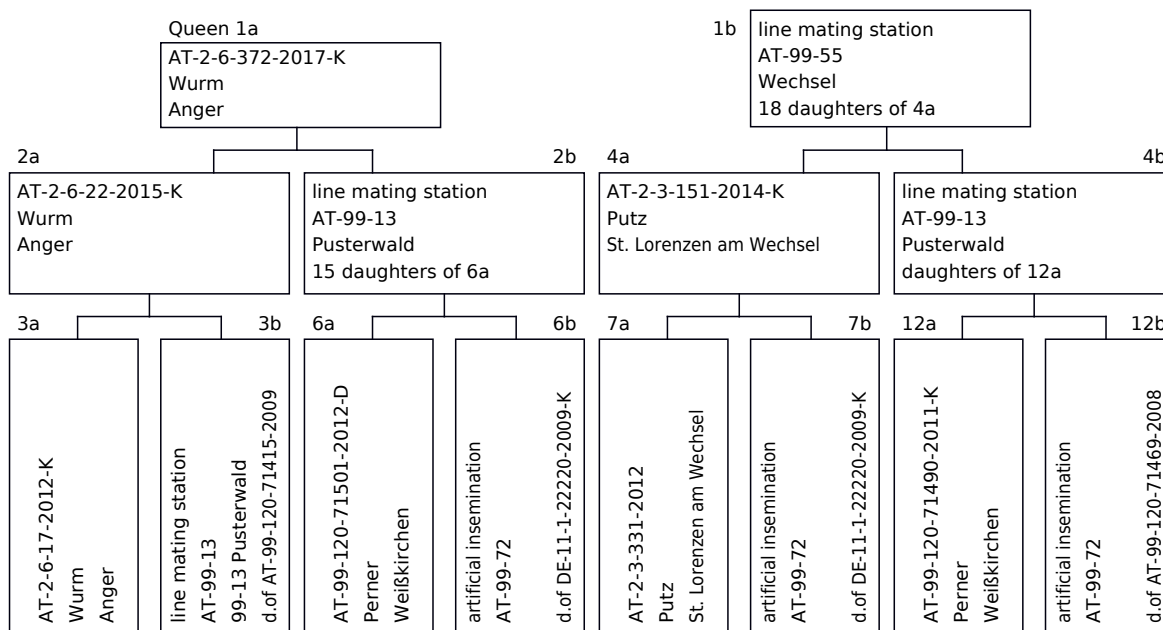 Queen 1a
AT-2-6-372-2017-K
Wurm
Anger
1b
line mating station
AT-99-55
Wechsel
18 daughters of 4a
2a
AT-2-6-22-2015-K
Wurm
Anger
2b
line mating station
AT-99-13
Pusterwald
15 daughters of 6a
4a
AT-2-3-151-2014-K
Putz
St. Lorenzen am Wechsel
4b
line mating station
AT-99-13
Pusterwald
daughters of 12a
3a
AT-2-6-17-2012-K
Wurm
Anger
3b
line mating station
AT-99-13
99-13 Pusterwald
d.of AT-99-120-71415-2009
6a
AT-99-120-71501-2012-D
Perner
Weißkirchen
6b
artificial insemination
AT-99-72
d.of DE-11-1-22220-2009-K
7a
AT-2-3-331-2012
Putz
St. Lorenzen am Wechsel
7b
artificial insemination
AT-99-72
d.of DE-11-1-22220-2009-K
12a
AT-99-120-71490-2011-K
Perner
Weißkirchen
12b
artificial insemination
AT-99-72
d.of AT-99-120-71469-2008